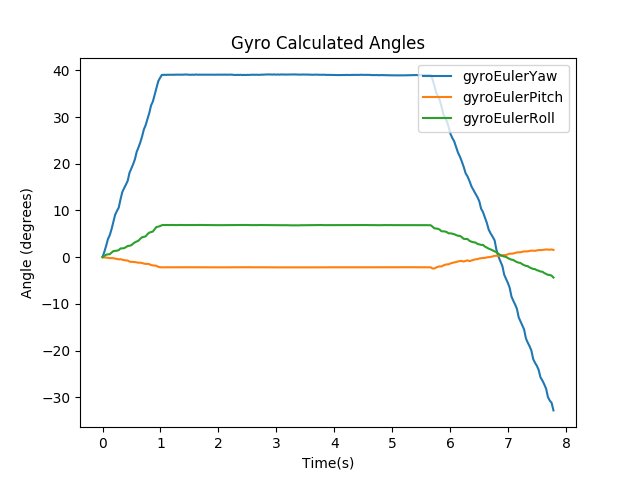 Gyro Calculated Angles
gyroEulerYaw
gyroEulerPitch
gyroEulerRoll
Angle (degrees)
40
30
20
10
0
−10
−20
−30
0 1 2 3 4 5 6 7 8
Time(s)